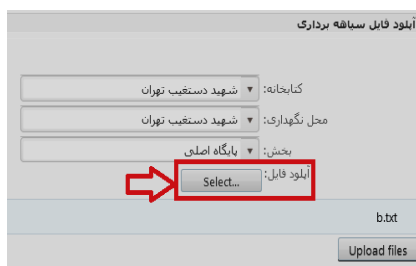 آپلود فایل سیاهه برداری
کتابخانه: شهید دستغیب تهران
محل نگهداری: شهید دستغیب تهران
بخش: پایگاه اصلی
آپلود فایل: Select...
b.txt
Upload files